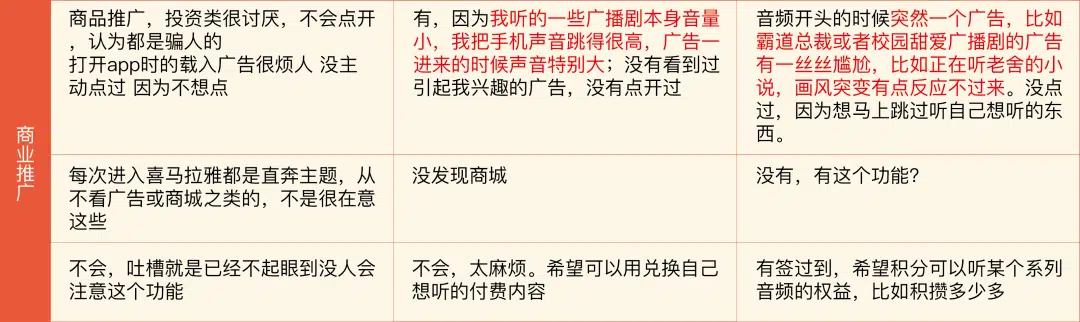 商业推广
商品推广，投资类很讨厌，不会点开
，认为都是骗人的
打开app时的载入广告很烦人 没主
动点过 因为不想点
有，因为我听的一些广播剧本身音量
小，我把手机声音跳得很高，广告一
进来的时候声音特别大；没有看到过
引起我兴趣的广告，没有点开过
音频开头的时候突然一个广告，比如
霸道总裁或者校园甜爱广播剧的广告
有一丝丝尴尬，比如正在听老舍的小
说，画风突变有点反应不过来。没点
过，因为想马上跳过听自己想听的东
西。
每次进入喜马拉雅都是直奔主题，从
不看广告或商城之类的，不是很在意
这些
没发现商城
没有，有这个功能？
不会，吐槽就是已经不起眼到没人会
注意这个功能
不会，太麻烦。希望可以用兑换自己
想听的付费内容
有签过到，希望积分可以听某个系列
音频的权益，比如积攒多少多